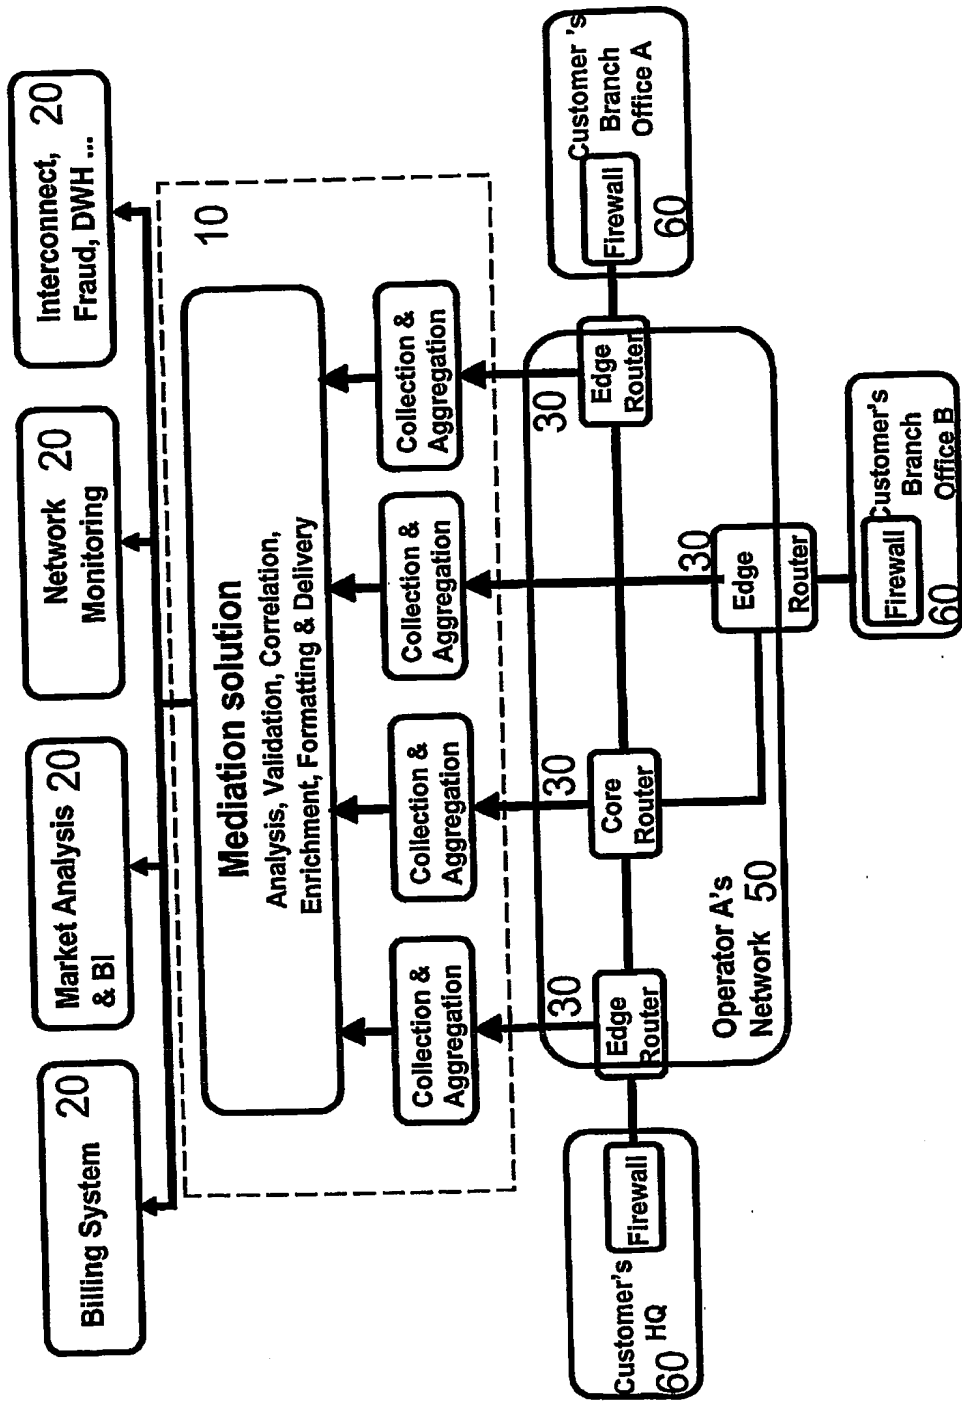 Billing System 20
Market Analysis 20
& BI
Network 20
Monitoring
Interconnect, 20
Fraud, DWH ...
10
Mediation solution
Analysis, Validation, Correlation,
Enrichment, Formatting & Delivery
Collection &
Aggregation
Collection &
Aggregation
Collection &
Aggregation
Collection &
Aggregation
30
30
30
30
Edge
Router
Core
Router
Edge
Router
Edge
Router
Operator A's
Network 50
Customer's
HQ
60
Firewall
Customer's
Branch
Office B
Firewall
60
Customer 's
Branch
Office A
Firewall
60